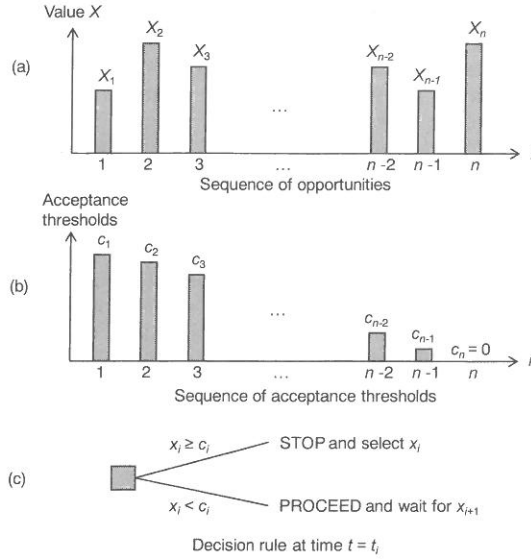 Value X
(a)
X₁ X₂ X₃ ... Xₙ₋₂ Xₙ₋₁ Xₙ
1 2 3 ... n-2 n-1 n
Sequence of opportunities
Acceptance
thresholds
(b)
c₁ c₂ c₃ ... cₙ₋₂ cₙ₋₁ cₙ = 0
1 2 3 ... n-2 n-1 n
Sequence of acceptance thresholds
(c)
xᵢ ≥ cᵢ STOP and select xᵢ
xᵢ < cᵢ PROCEED and wait for xᵢ₊₁
Decision rule at time t = tᵢ